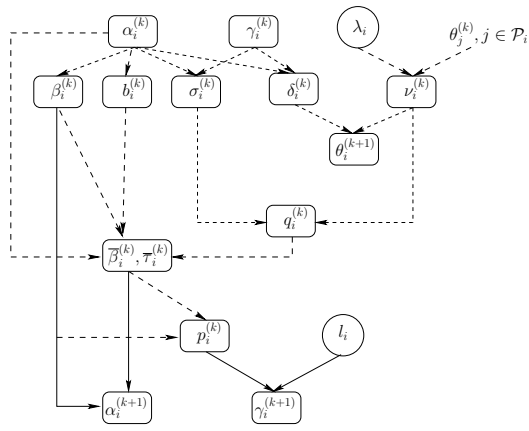 α_i^{(k)} γ_i^{(k)} λ_i θ_j^{(k)}, j ∈ 𝒫_i
β_i^{(k)} b_i^{(k)} σ_i^{(k)} δ_i^{(k)} ν_i^{(k)}
θ_i^{(k+1)}
q_i^{(k)}
β̅_i^{(k)}, τ̅_i^{(k)}
p_i^{(k)} l_i
α_i^{(k+1)} γ_i^{(k+1)}